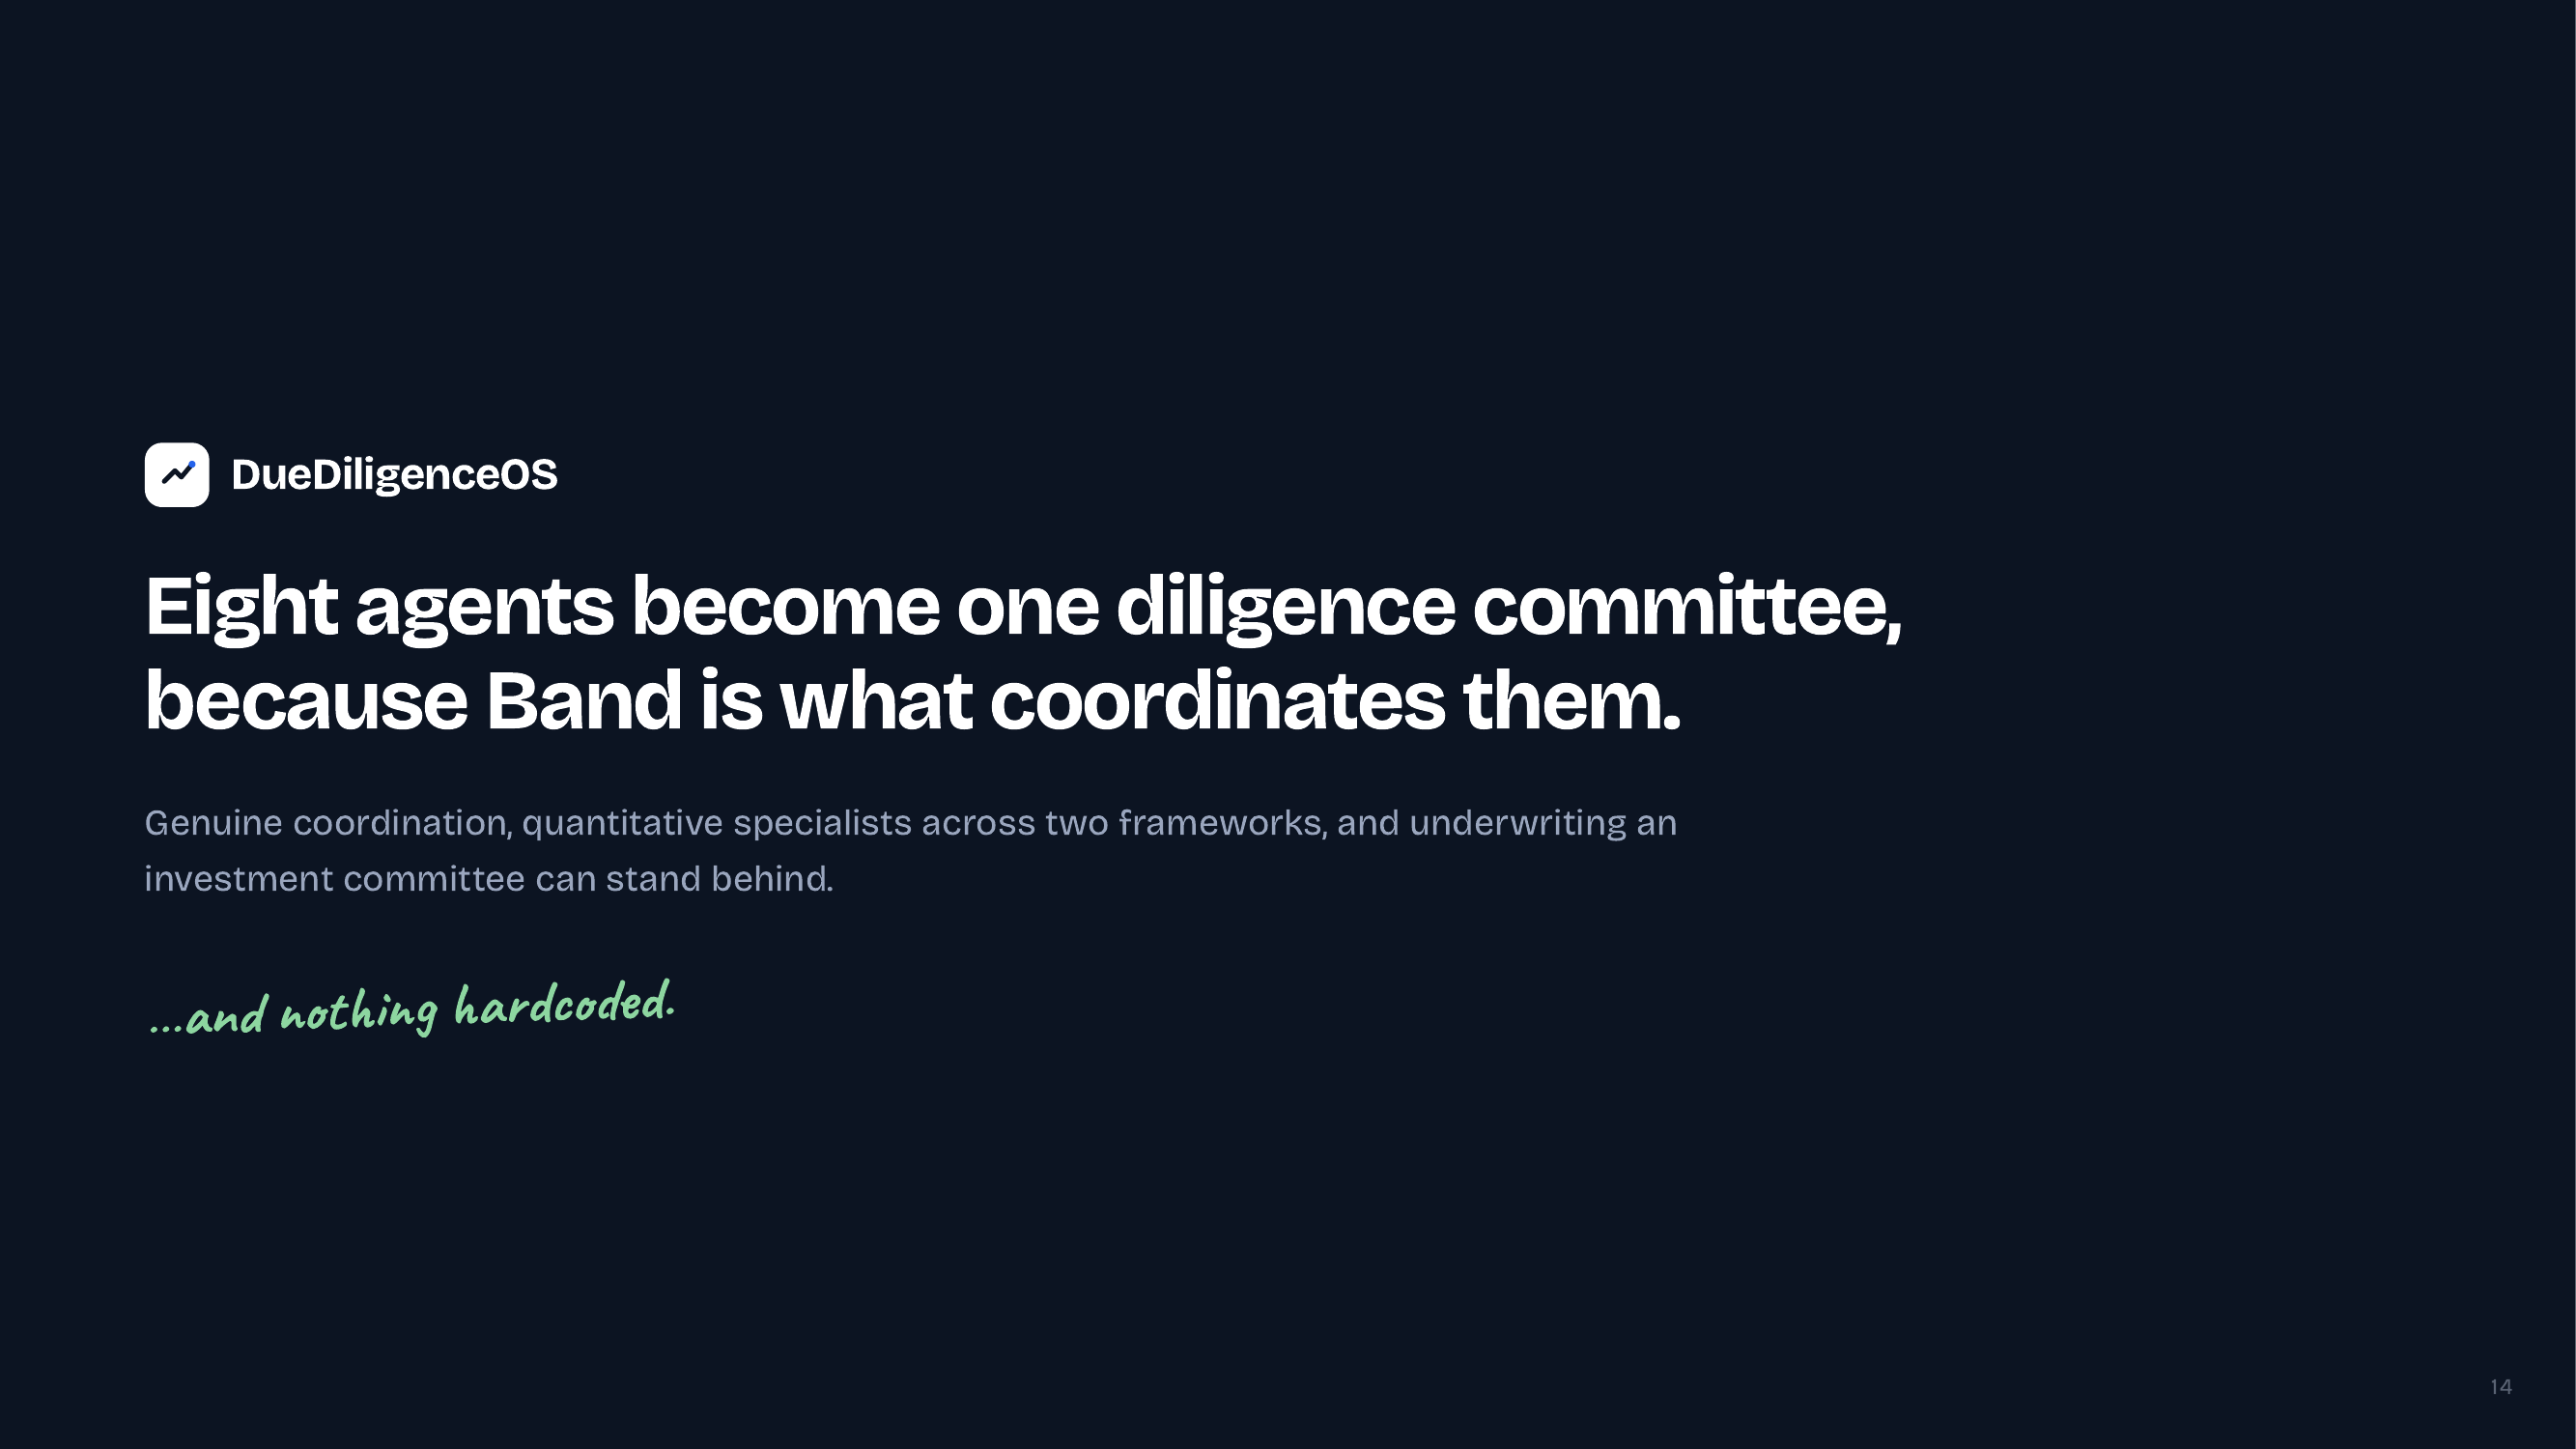 DueDiligenceOS
Eight agents become one diligence committee,
because Band is what coordinates them.
Genuine coordination, quantitative specialists across two frameworks, and underwriting an
investment committee can stand behind.
...and nothing hardcoded.
14